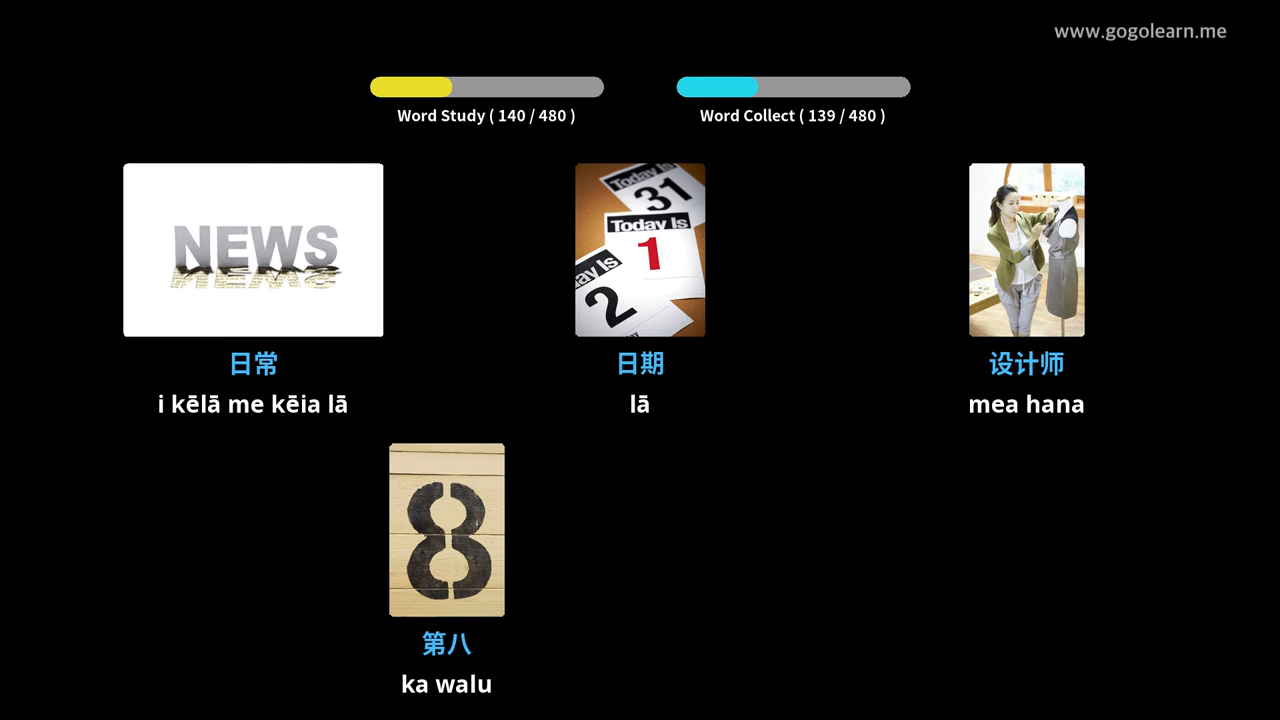 www.gogolearn.me
Word Study ( 140 / 480 )
Word Collect ( 139 / 480 )
NEWS
Today Is
31
Today Is
1
ay Is
2
日常
i kēlā me kēia lā
日期
lā
设计师
mea hana
8
第八
ka walu